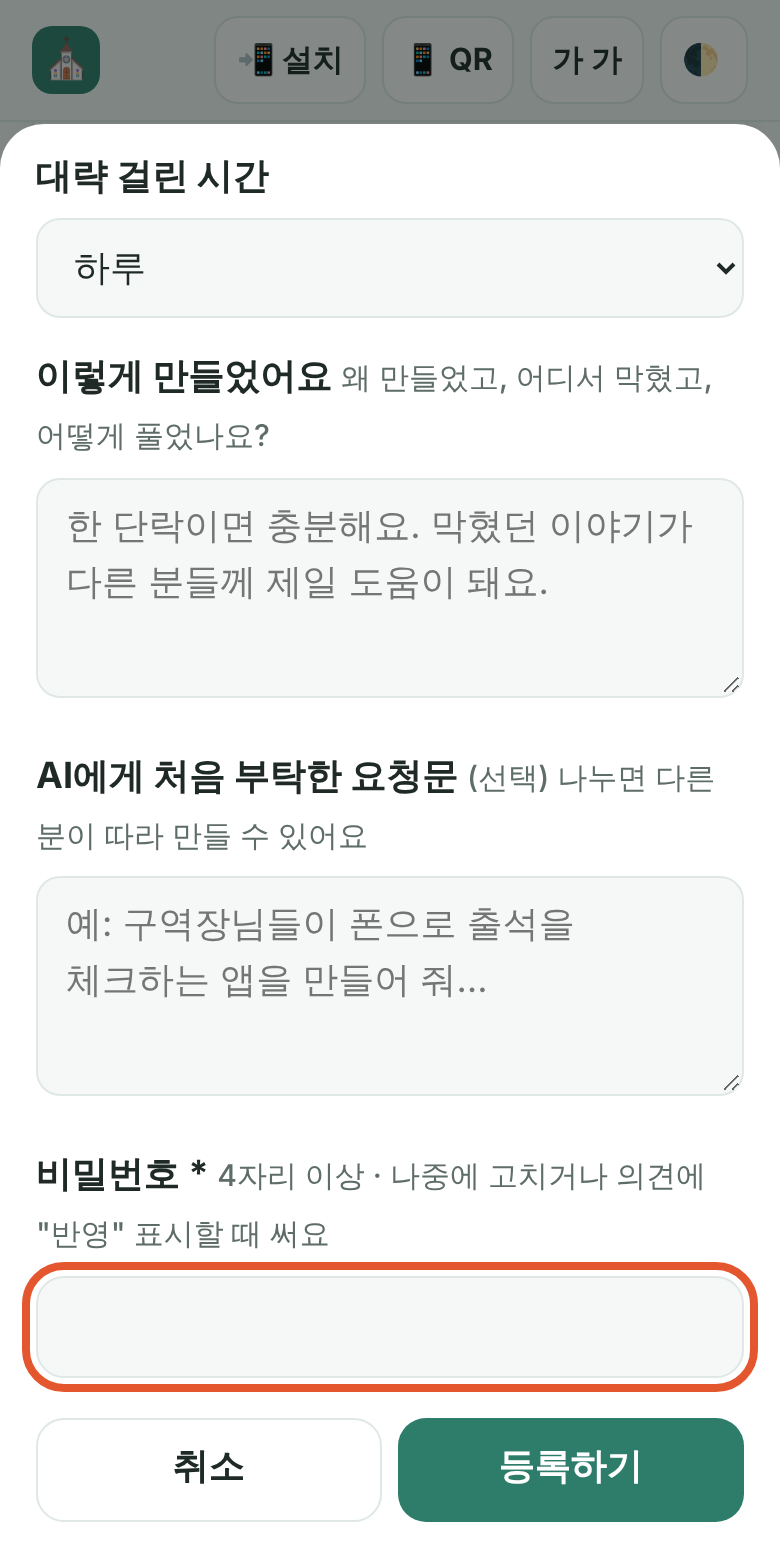 설치
QR
가 가
대략 걸린 시간
하루
이렇게 만들었어요 왜 만들었고, 어디서 막혔고,
어떻게 풀었나요?
한 단락이면 충분해요. 막혔던 이야기가
다른 분들께 제일 도움이 돼요.
AI에게 처음 부탁한 요청문 (선택) 나누면 다른
분이 따라 만들 수 있어요
예: 구역장님들이 폰으로 출석을
체크하는 앱을 만들어 줘...
비밀번호 * 4자리 이상 · 나중에 고치거나 의견에
"반영" 표시할 때 써요
취소
등록하기